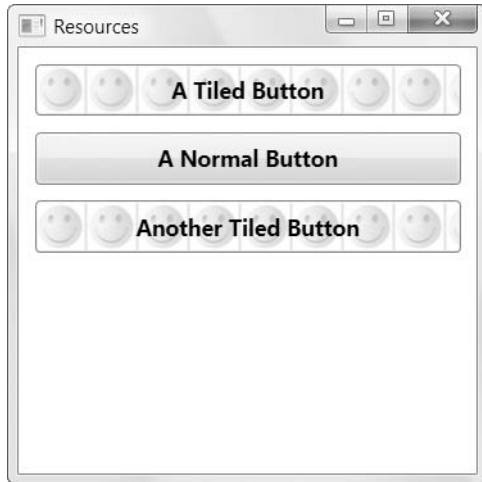 Resources
A Tiled Button
A Normal Button
Another Tiled Button